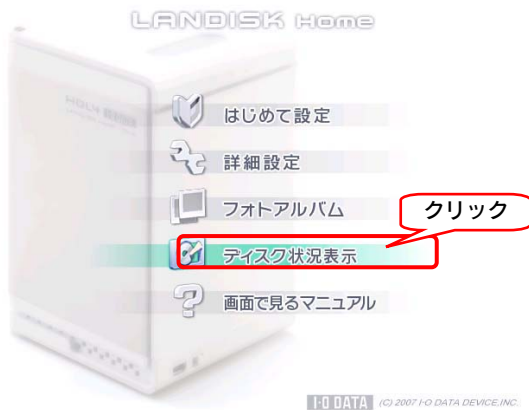 LANDISK Home
はじめて設定
詳細設定
フォトアルバム
クリック
ディスク状況表示
画面で見るマニュアル
I-O DATA (C) 2007 I-O DATA DEVICE,INC.